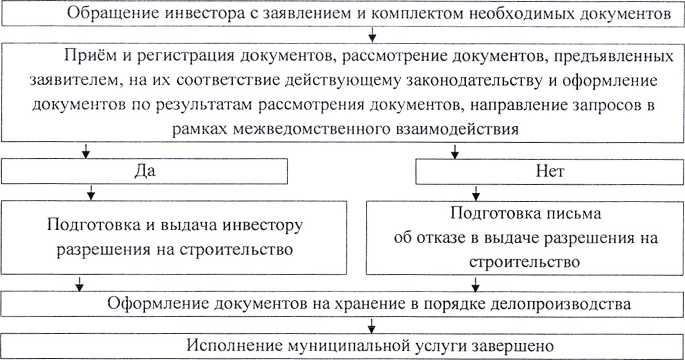 Обращение инвестора с заявлением и комплектом необходимых документов
Приём и регистрация документов, рассмотрение документов, предъявленных
заявителем, на их соответствие действующему законодательству и оформление
документов по результатам рассмотрения документов, направление запросов в
рамках межведомственного взаимодействия
Да
Нет
Подготовка и выдача инвестору
разрешения на строительство
Подготовка письма
об отказе в выдаче разрешения на
строительство
Оформление документов на хранение в порядке делопроизводства
Исполнение муниципальной услуги завершено